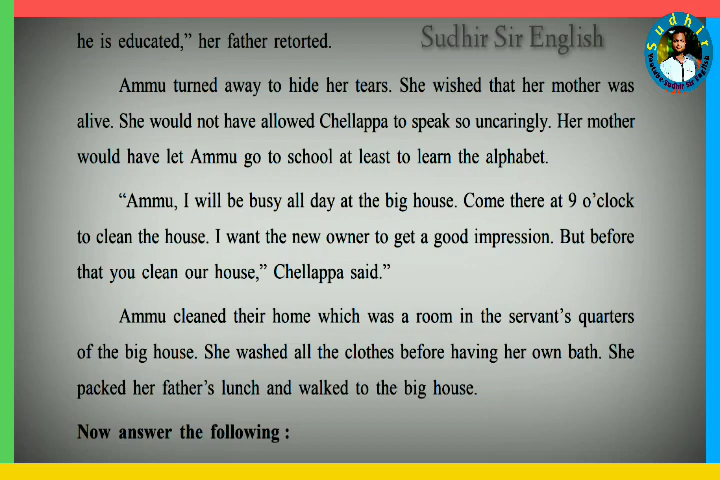 he is educated,” her father retorted.
Sudhir Sir English
Sudhir
Youtube Sudhir Sir English
Ammu turned away to hide her tears. She wished that her mother was
alive. She would not have allowed Chellappa to speak so uncaringly. Her mother
would have let Ammu go to school at least to learn the alphabet.
“Ammu, I will be busy all day at the big house. Come there at 9 o’clock
to clean the house. I want the new owner to get a good impression. But before
that you clean our house,” Chellappa said.”
Ammu cleaned their home which was a room in the servant’s quarters
of the big house. She washed all the clothes before having her own bath. She
packed her father’s lunch and walked to the big house.
Now answer the following :